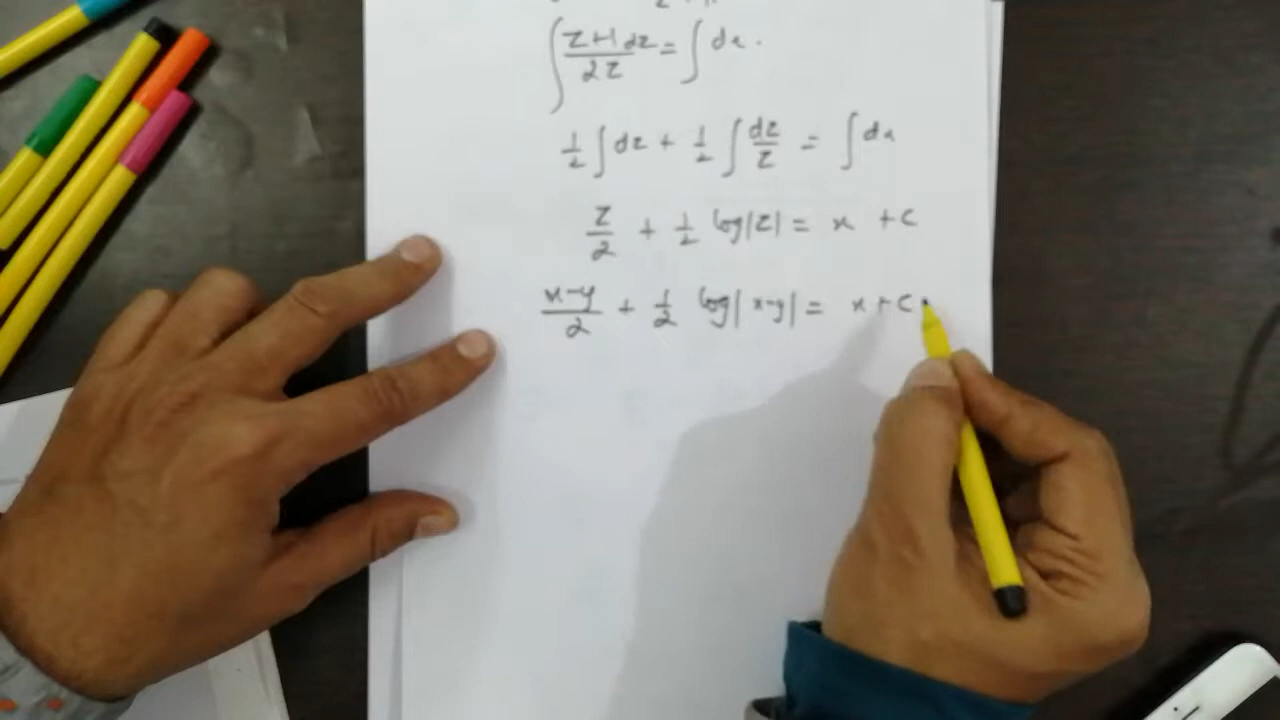 ∫ z+1 dz / 2z = ∫ dx .
1/2 ∫ dz + 1/2 ∫ dz/z = ∫ dx
z/2 + 1/2 log|z| = x + c
x-y/2 + 1/2 log|x-y| = x + c